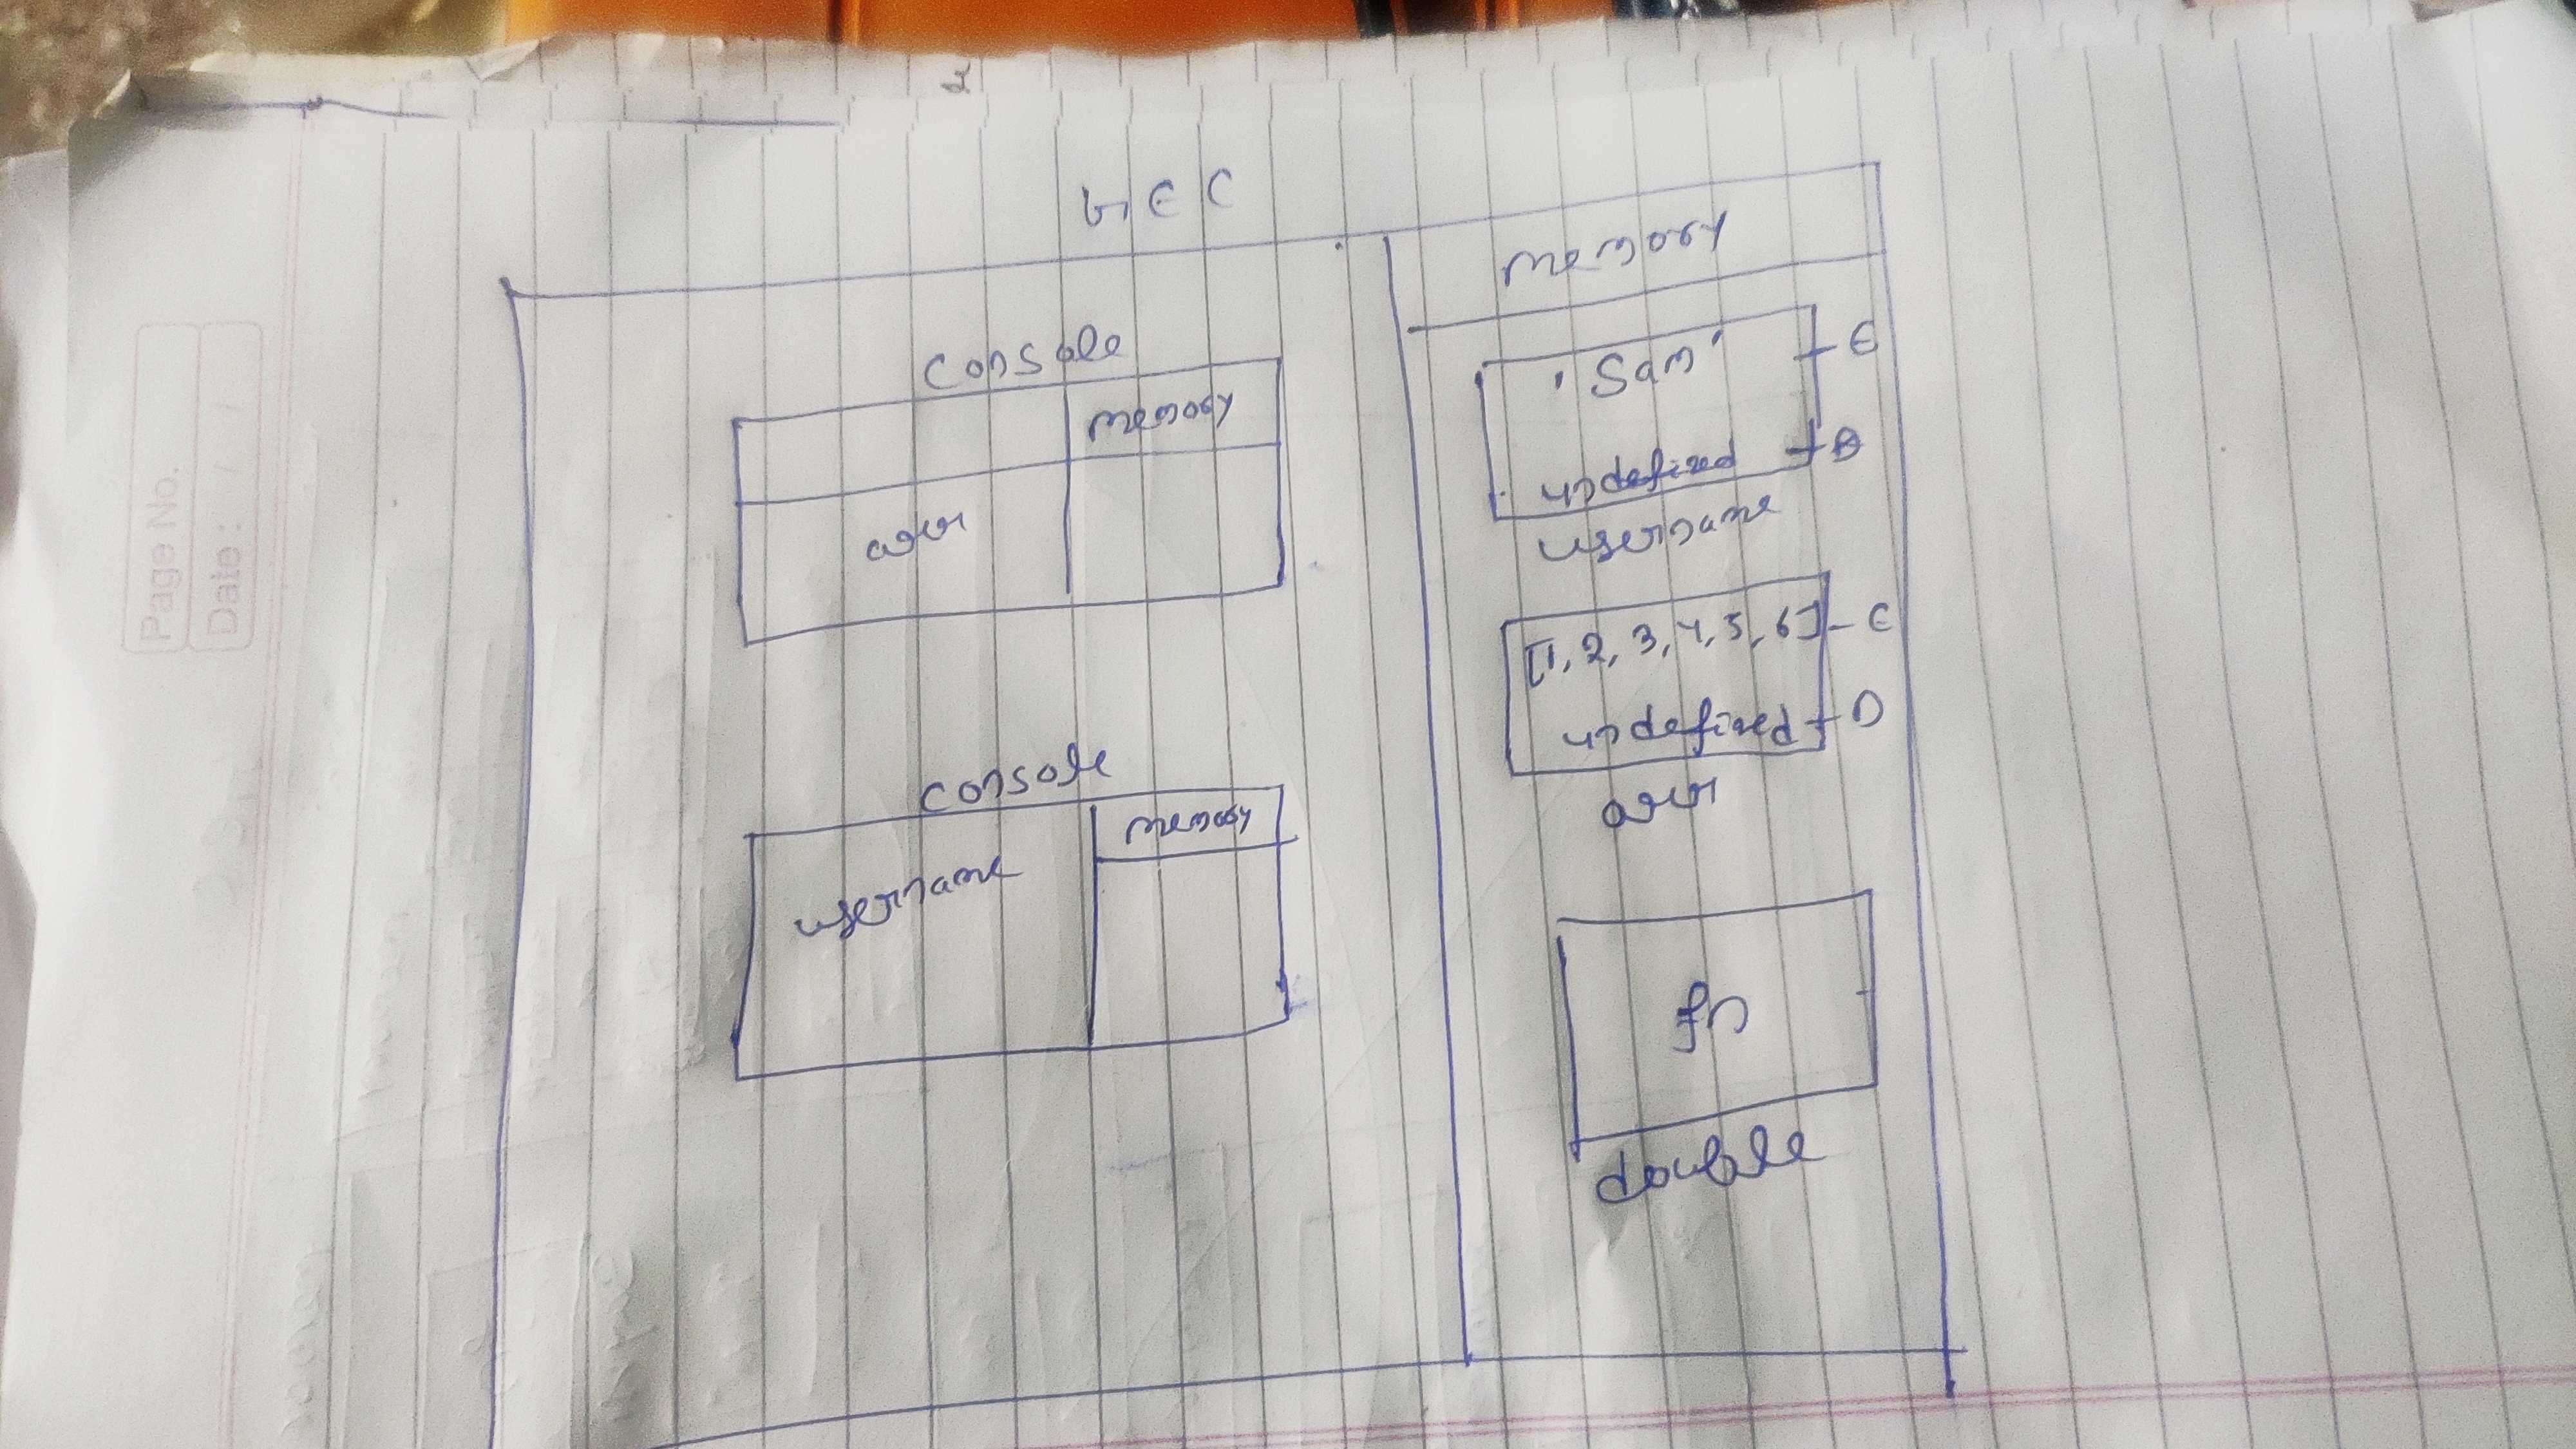 GEC
Memory
Console
Memory
'Sam' E
undefined D
username
arr
[1, 2, 3, 4, 5, 6] E
undefined D
arr
Console
Memory
username
fn
double
Page No.
Date: / /